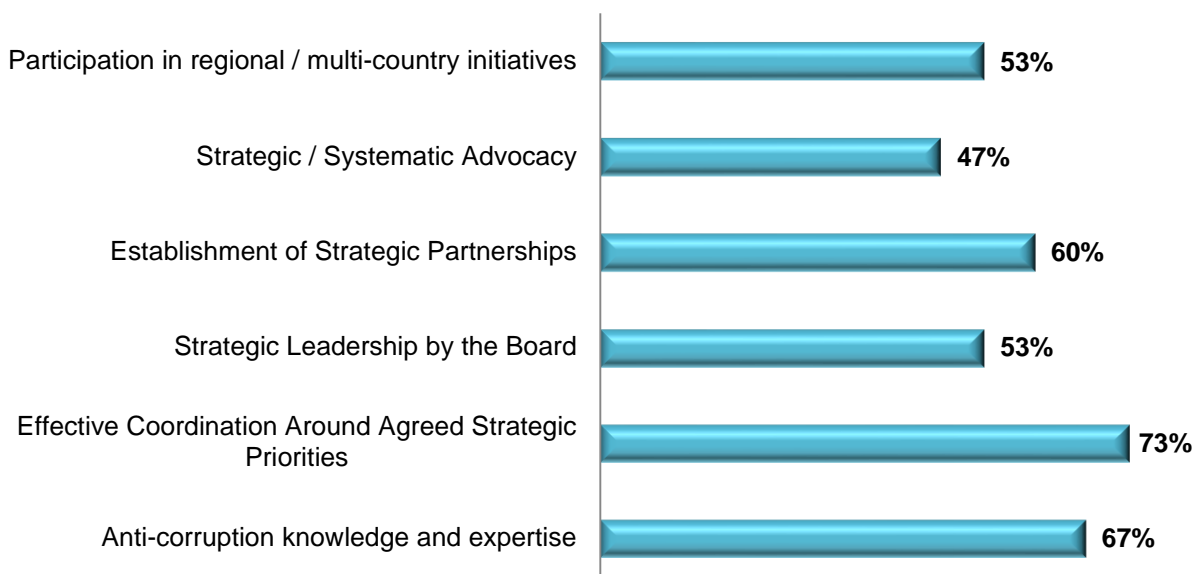 Participation in regional / multi-country initiatives 53%
Strategic / Systematic Advocacy 47%
Establishment of Strategic Partnerships 60%
Strategic Leadership by the Board 53%
Effective Coordination Around Agreed Strategic
Priorities 73%
Anti-corruption knowledge and expertise 67%